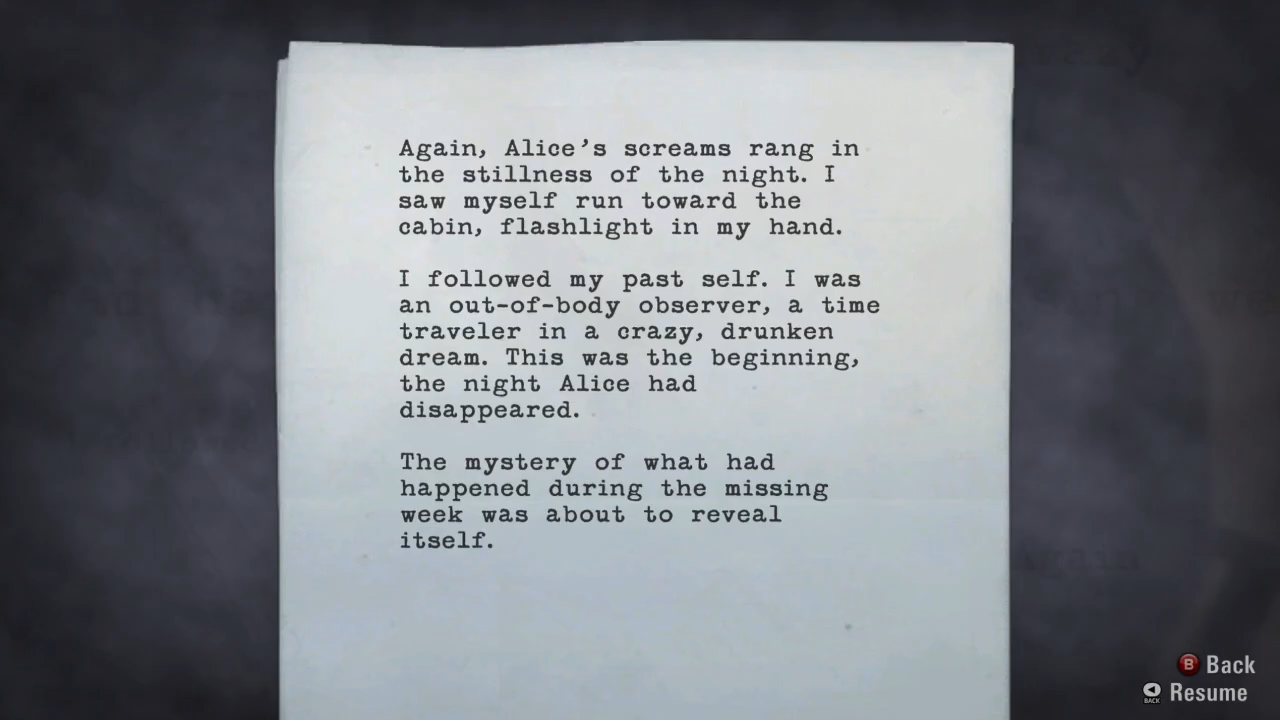 Again, Alice's screams rang in
the stillness of the night. I
saw myself run toward the
cabin, flashlight in my hand.
I followed my past self. I was
an out-of-body observer, a time
traveler in a crazy, drunken
dream. This was the beginning,
the night Alice had
disappeared.
The mystery of what had
happened during the missing
week was about to reveal
itself.
B Back
BACK Resume